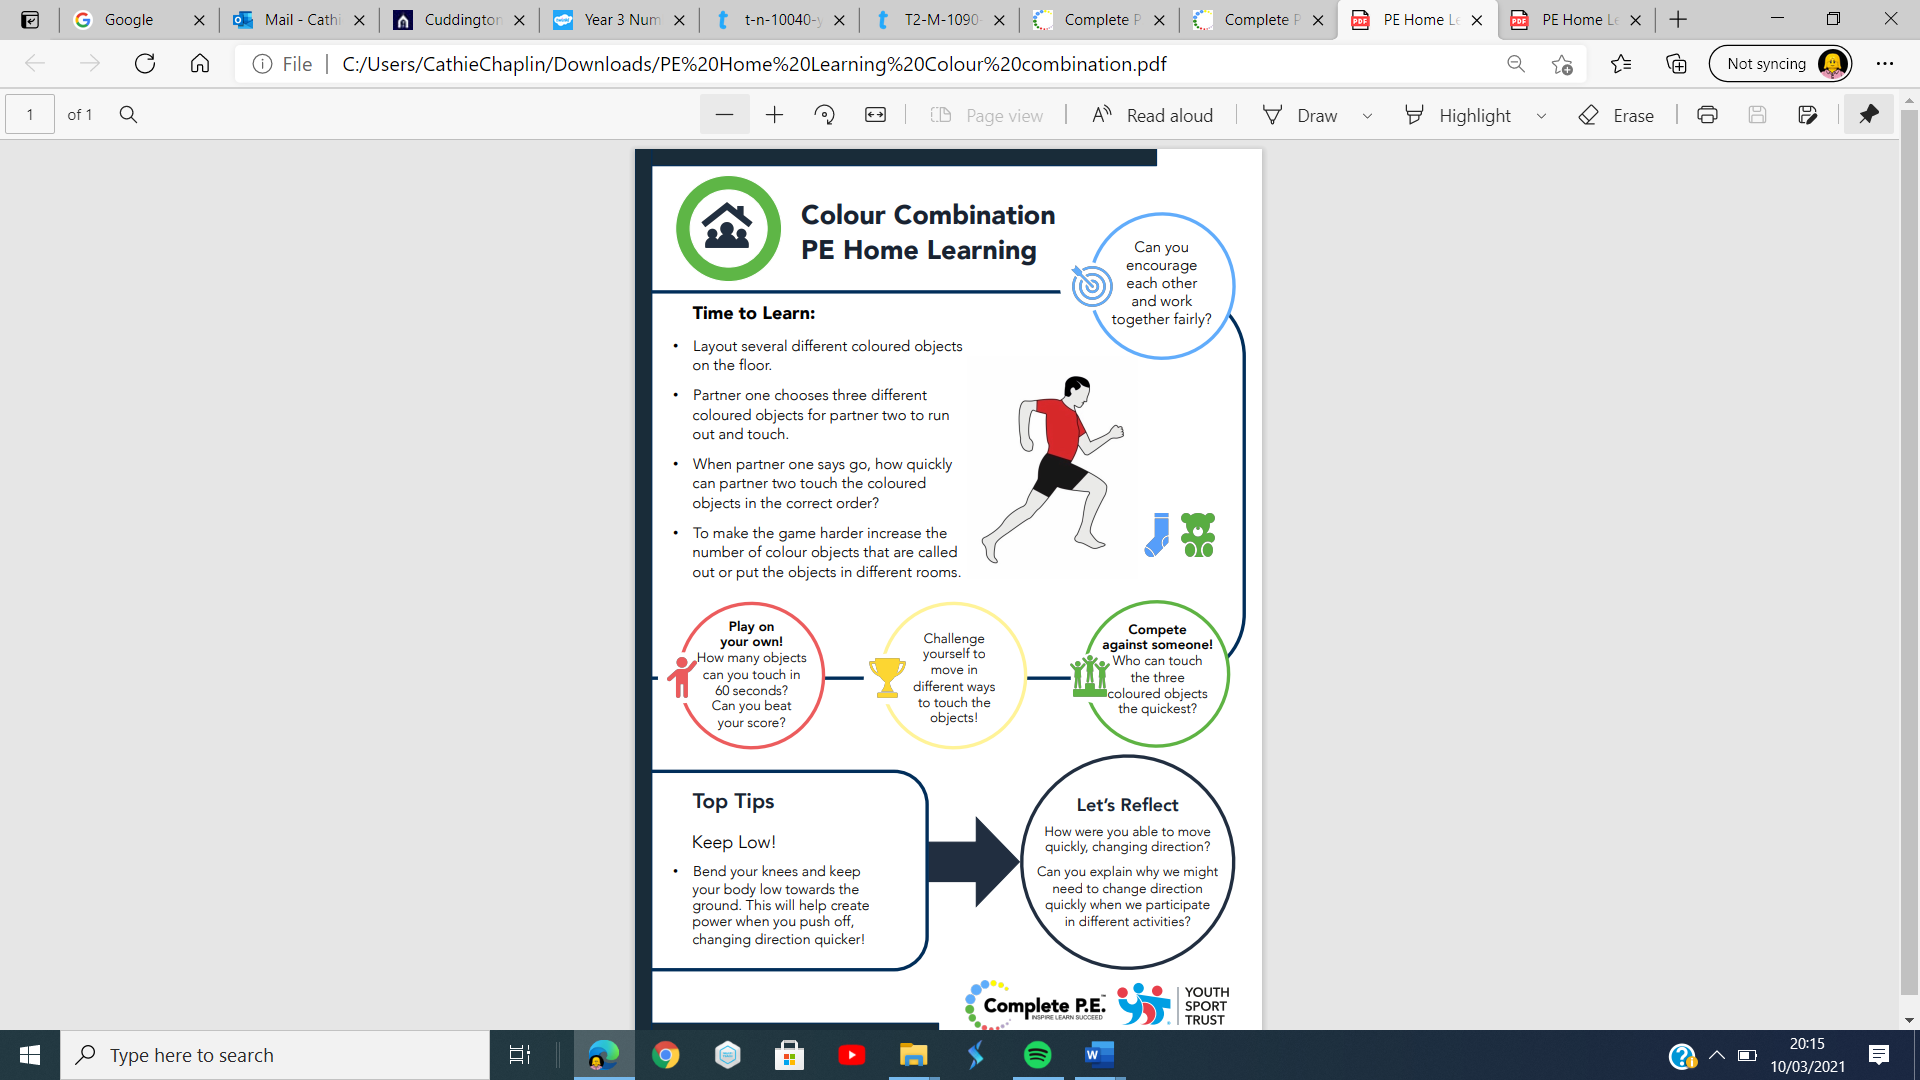 Google
Mail - Cathi
Cuddington
Year 3 Num
t-n-10040-y
T2-M-1090-
Complete P
Complete P
PE Home Le
PE Home Le
File
C:/Users/CathieChaplin/Downloads/PE%20Home%20Learning%20Colour%20combination.pdf
Not syncing
1
of 1
Page view
Read aloud
Draw
Highlight
Erase
Colour Combination
PE Home Learning
Can you
encourage
each other
and work
together fairly?
Time to Learn:
• Layout several different coloured objects
on the floor.
• Partner one chooses three different
coloured objects for partner two to run
out and touch.
• When partner one says go, how quickly
can partner two touch the coloured
objects in the correct order?
• To make the game harder increase the
number of colour objects that are called
out or put the objects in different rooms.
Play on
your own!
How many objects
can you touch in
60 seconds?
Can you beat
your score?
Challenge
yourself to
move in
different ways
to touch the
objects!
Compete
against someone!
Who can touch
the three
coloured objects
the quickest?
Top Tips
Keep Low!
• Bend your knees and keep
your body low towards the
ground. This will help create
power when you push off,
changing direction quicker!
Let's Reflect
How were you able to move
quickly, changing direction?
Can you explain why we might
need to change direction
quickly when we participate
in different activities?
Complete P.E.™
INSPIRE LEARN SUCCEED
YOUTH
SPORT
TRUST
Type here to search
20:15
10/03/2021